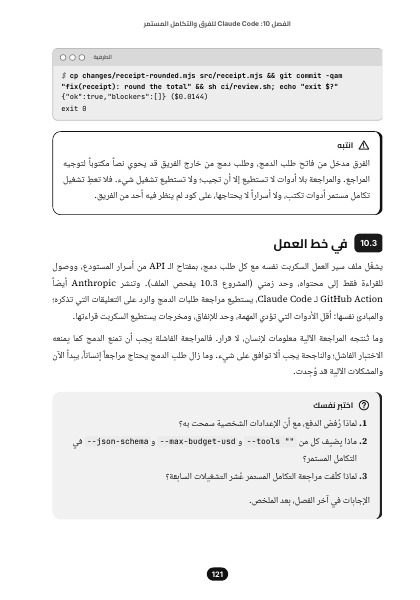 الفصل 10: Claude Code للفرق والتكامل المستمر
الطرفية
$ cp changes/receipt-rounded.mjs src/receipt.mjs && git commit -qam
"fix(receipt): round the total" && sh ci/review.sh; echo "exit $?"
{"ok":true,"blockers":[]} ($0.0144)
exit 0
انتبه
الفرق مدخل من فاتح طلب الدمج، وطلب دمج من خارج الفريق قد يحوي نصاً مكتوباً لتوجيه
المراجع. والمراجعة بلا أدوات لا تستطيع إلا أن تجيب؛ ولا تستطيع تشغيل شيء. فلا تعطِ تشغيل
تكامل مستمر أدوات تكتب، ولا أسراراً لا يحتاجها، على كود لم ينظر فيه أحد من الفريق.
10.3 في خط العمل
يشغّل ملف سير العمل السكربت نفسه مع كل طلب دمج، بمفتاح الـ API من أسرار المستودع، ووصول
للقراءة فقط إلى محتواه، وحد زمني (المشروع 10.3 يفحص الملف). وتنشر Anthropic أيضاً
GitHub Action لـ Claude Code، يستطيع مراجعة طلبات الدمج والرد على التعليقات التي تذكره؛
والمبادئ نفسها: أقل الأدوات التي تؤدي المهمة، وحد للإنفاق، ومخرجات يستطيع السكربت قراءتها.
وما تُنتجه المراجعة الآلية معلومات لإنسان، لا قرار. فالمراجعة الفاشلة يجب أن تمنع الدمج كما يمنعه
الاختبار الفاشل؛ والناجحة يجب ألا توافق على شيء. وما زال طلب الدمج يحتاج مراجعاً إنساناً، يبدأ الآن
والمشكلات الآلية قد وُجدت.
اختبر نفسك
1. لماذا رُفض الدفع، مع أن الإعدادات الشخصية سمحت به؟
2. ماذا يضيف كل من "" --tools و --max-budget-usd و --json-schema في
التكامل المستمر؟
3. لماذا كلّفت مراجعة التكامل المستمر عُشر التشغيلات السابقة؟
الإجابات في آخر الفصل، بعد الملخص.
121